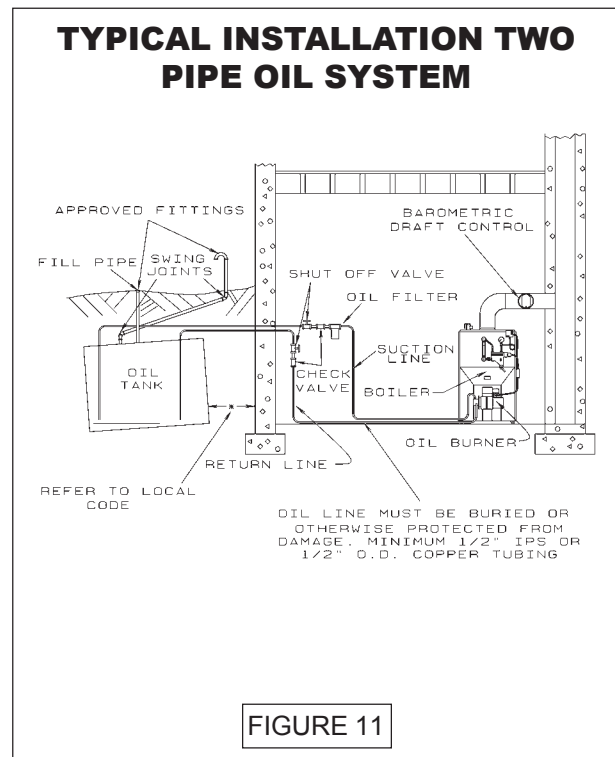 TYPICAL INSTALLATION TWO
PIPE OIL SYSTEM
APPROVED FITTINGS
FILL PIPE
SWING
JOINTS
BAROMETRIC
DRAFT CONTROL
SHUT OFF VALVE
OIL FILTER
OIL
TANK
SUCTION
LINE
CHECK
VALVE
BOILER
OIL BURNER
RETURN LINE
REFER TO LOCAL
CODE
OIL LINE MUST BE BURIED OR
OTHERWISE PROTECTED FROM
DAMAGE. MINIMUM 1/2" IPS OR
1/2" O.D. COPPER TUBING
FIGURE 11